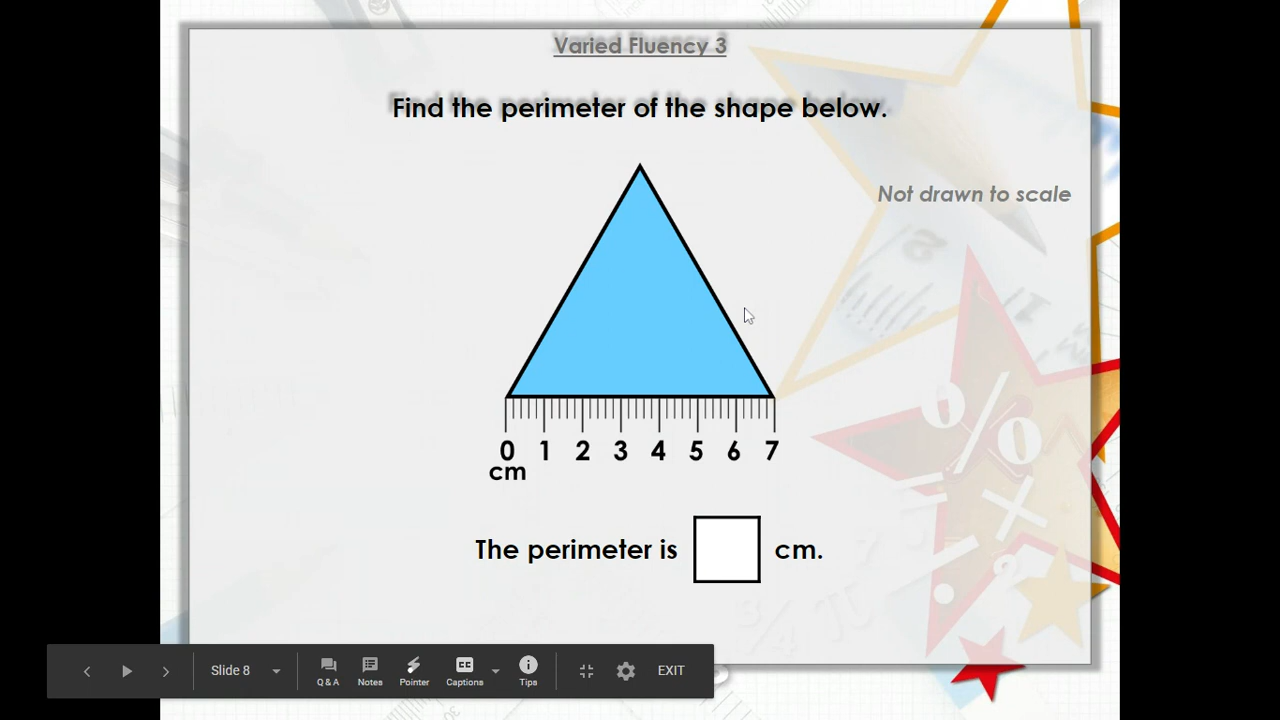 Varied Fluency 3
Find the perimeter of the shape below.
Not drawn to scale
0 1 2 3 4 5 6 7
cm
The perimeter is cm.
Slide 8
Q & A Notes Pointer Captions Tips EXIT